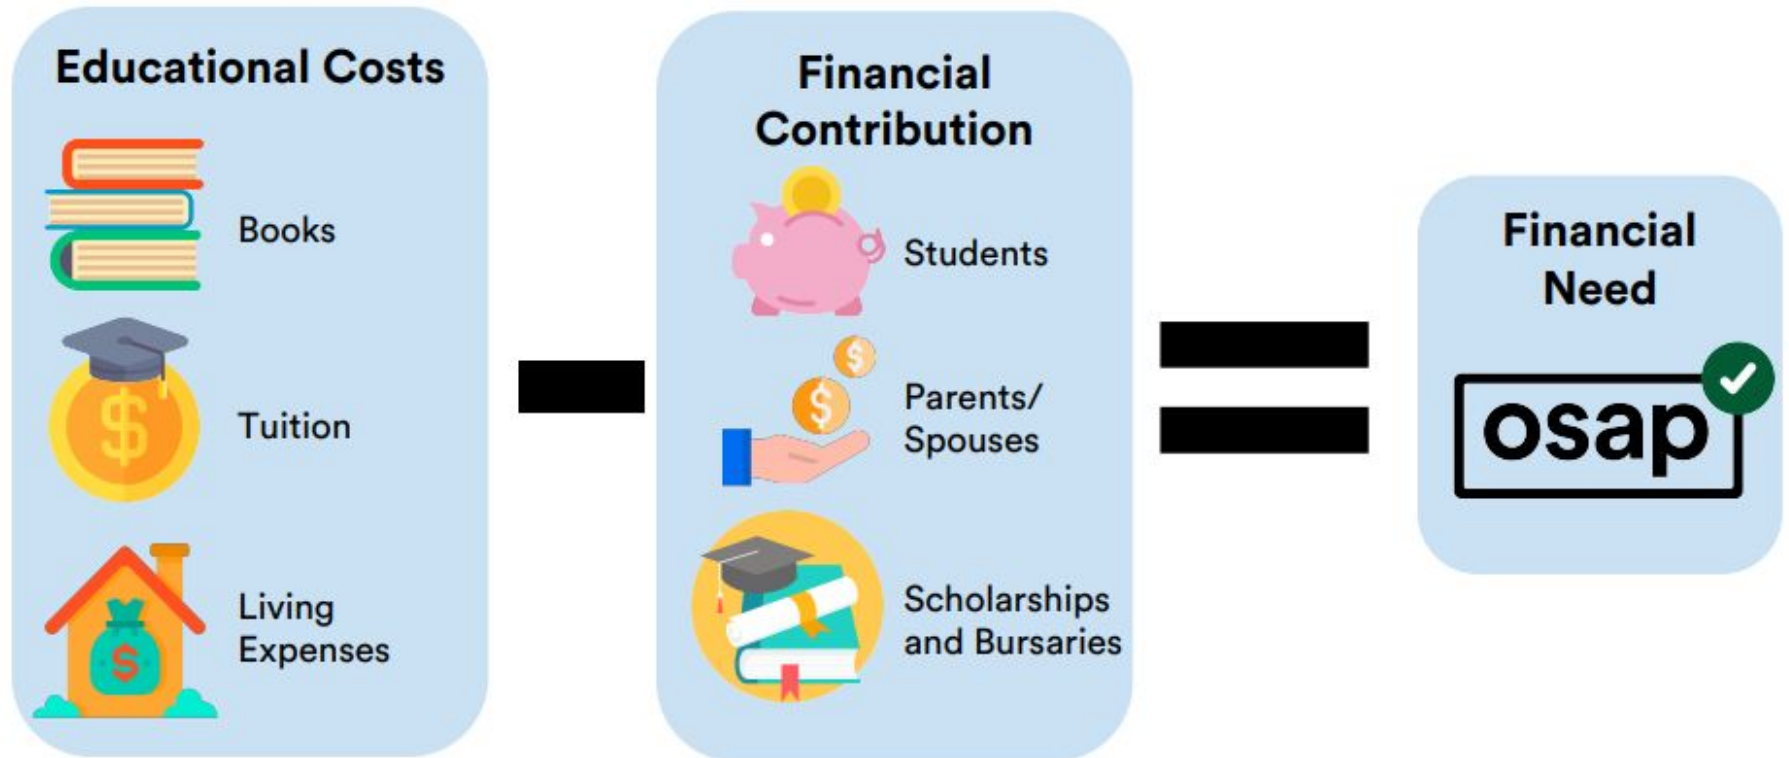 Educational Costs
Books
Tuition
Living
Expenses
Financial
Contribution
Students
Parents/
Spouses
Scholarships
and Bursaries
Financial
Need
osap